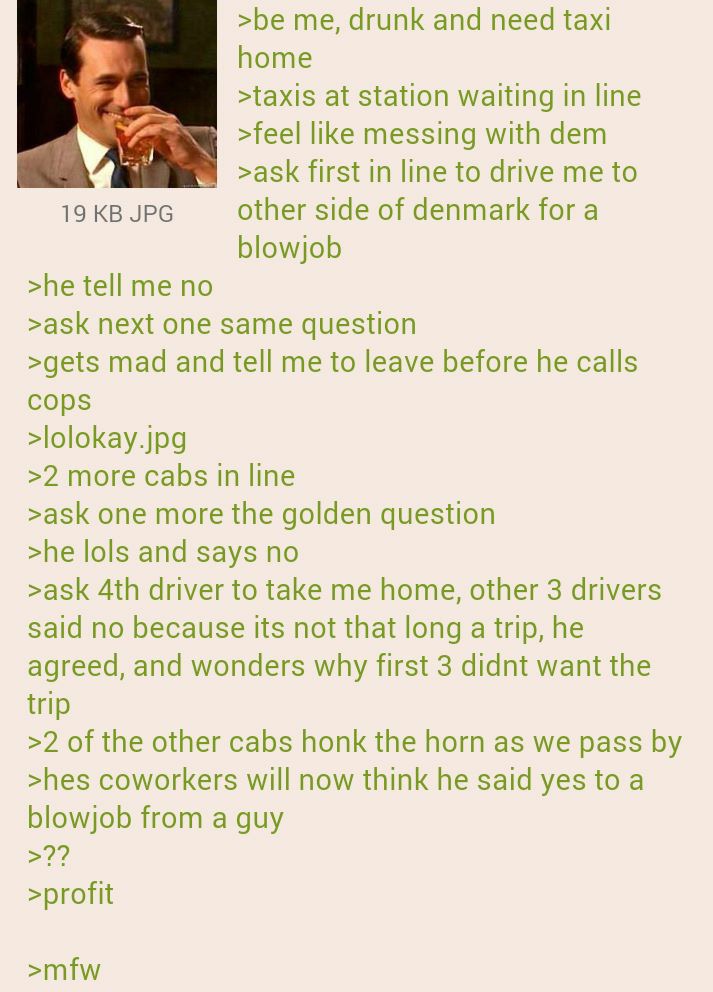 >be me, drunk and need taxi
home
>taxis at station waiting in line
>feel like messing with dem
>ask first in line to drive me to
other side of denmark for a
blowjob
19 KB JPG
>he tell me no
>ask next one same question
>gets mad and tell me to leave before he calls
cops
>lolokay.jpg
>2 more cabs in line
>ask one more the golden question
>he lols and says no
>ask 4th driver to take me home, other 3 drivers
said no because its not that long a trip, he
agreed, and wonders why first 3 didnt want the
trip
>2 of the other cabs honk the horn as we pass by
>hes coworkers will now think he said yes to a
blowjob from a guy
>??
>profit
>mfw